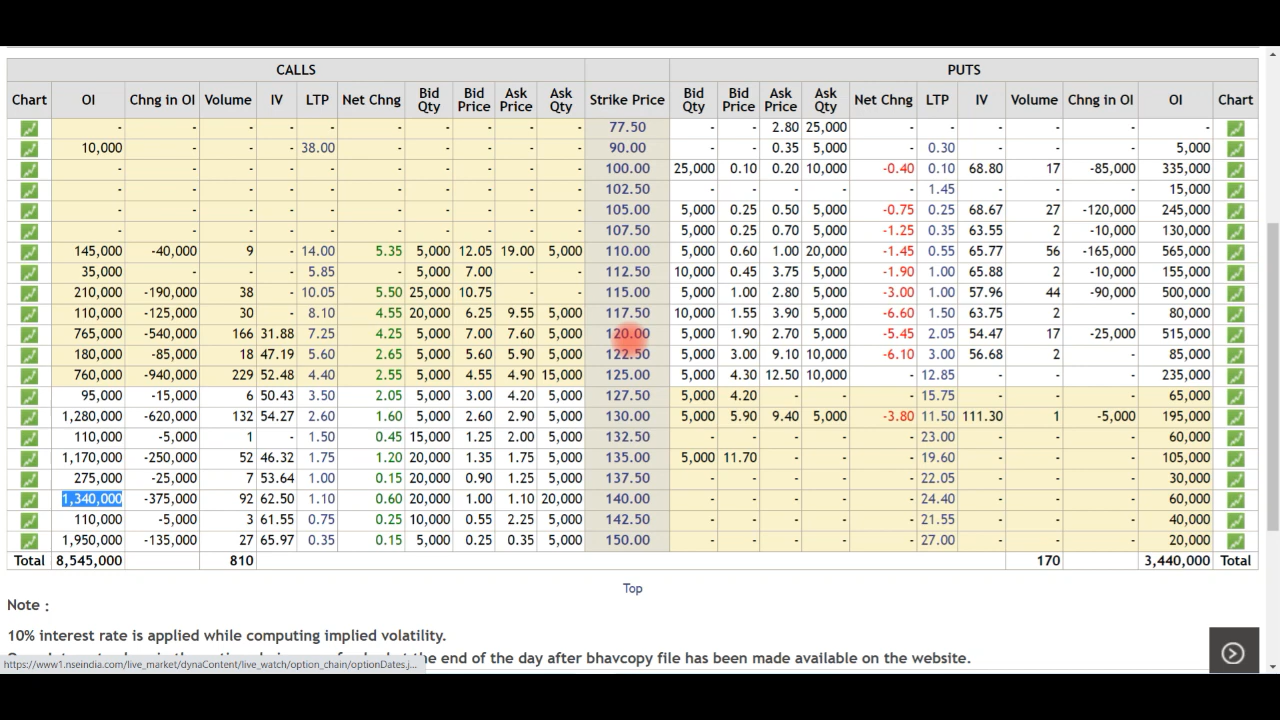 CALLS PUTS
Chart OI Chng in OI Volume IV LTP Net Chng Bid Qty Bid Price Ask Price Ask Qty Strike Price Bid Qty Bid Price Ask Price Ask Qty Net Chng LTP IV Volume Chng in OI OI Chart
- - - - - - - - - - 77.50 - - 2.80 25,000 - - - - - -
10,000 - - - 38.00 - - - - - 90.00 - - 0.35 5,000 - 0.30 - - - 5,000
- - - - - - - - - - 100.00 25,000 0.10 0.20 10,000 -0.40 0.10 68.80 17 -85,000 335,000
- - - - - - - - - - 102.50 - - - - - 1.45 - - - 15,000
- - - - - - - - - - 105.00 5,000 0.25 0.50 5,000 -0.75 0.25 68.67 27 -120,000 245,000
- - - - - - - - - - 107.50 5,000 0.25 0.70 5,000 -1.25 0.35 63.55 2 -10,000 130,000
145,000 -40,000 9 - 14.00 5.35 5,000 12.05 19.00 5,000 110.00 5,000 0.60 1.00 20,000 -1.45 0.55 65.77 56 -165,000 565,000
35,000 - - - 5.85 - 5,000 7.00 - - 112.50 10,000 0.45 3.75 5,000 -1.90 1.00 65.88 2 -10,000 155,000
210,000 -190,000 38 - 10.05 5.50 25,000 10.75 - - 115.00 5,000 1.00 2.80 5,000 -3.00 1.00 57.96 44 -90,000 500,000
110,000 -125,000 30 - 8.10 4.55 20,000 6.25 9.55 5,000 117.50 10,000 1.55 3.90 5,000 -6.60 1.50 63.75 2 - 80,000
765,000 -540,000 166 31.88 7.25 4.25 5,000 7.00 7.60 5,000 120.00 5,000 1.90 2.70 5,000 -5.45 2.05 54.47 17 -25,000 515,000
180,000 -85,000 18 47.19 5.60 2.65 5,000 5.60 5.90 5,000 122.50 5,000 3.00 9.10 10,000 -6.10 3.00 56.68 2 - 85,000
760,000 -940,000 229 52.48 4.40 2.55 5,000 4.55 4.90 15,000 125.00 5,000 4.30 12.50 10,000 - 12.85 - - - 235,000
95,000 -15,000 6 50.43 3.50 2.05 5,000 3.00 4.20 5,000 127.50 5,000 4.20 - - - 15.75 - - - 65,000
1,280,000 -620,000 132 54.27 2.60 1.60 5,000 2.60 2.90 5,000 130.00 5,000 5.90 9.40 5,000 -3.80 11.50 111.30 1 -5,000 195,000
110,000 -5,000 1 - 1.50 0.45 15,000 1.25 2.00 5,000 132.50 - - - - - 23.00 - - - 60,000
1,170,000 -250,000 52 46.32 1.75 1.20 20,000 1.35 1.75 5,000 135.00 5,000 11.70 - - - 19.60 - - - 105,000
275,000 -25,000 7 53.64 1.00 0.15 20,000 0.90 1.25 5,000 137.50 - - - - - 22.05 - - - 30,000
1,340,000 -375,000 92 62.50 1.10 0.60 20,000 1.00 1.10 20,000 140.00 - - - - - 24.40 - - - 60,000
110,000 -5,000 3 61.55 0.75 0.25 10,000 0.55 2.25 5,000 142.50 - - - - - 21.55 - - - 40,000
1,950,000 -135,000 27 65.97 0.35 0.15 5,000 0.25 0.35 5,000 150.00 - - - - - 27.00 - - - 20,000
Total 8,545,000 810 170 3,440,000 Total
Top
Note :
10% interest rate is applied while computing implied volatility.
the end of the day after bhavcopy file has been made available on the website.
https://www1.nseindia.com/live_market/dynaContent/live_watch/option_chain/optionDates.j...